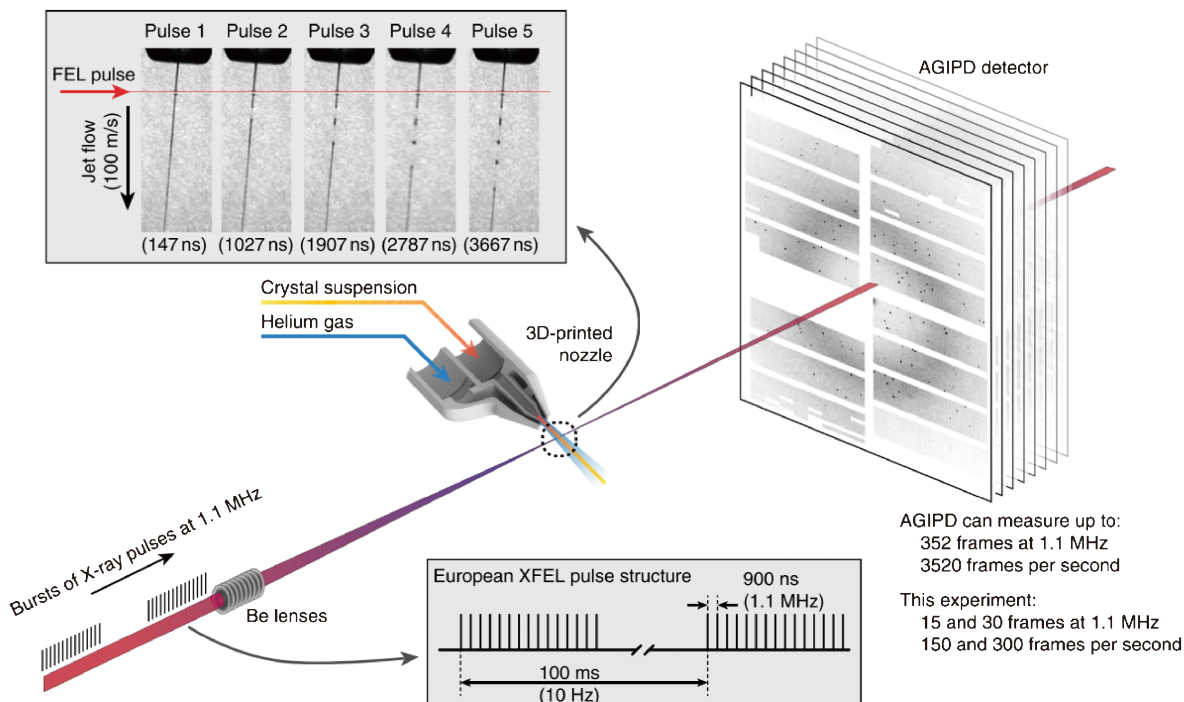 Pulse 1 Pulse 2 Pulse 3 Pulse 4 Pulse 5
FEL pulse
Jet flow
(100 m/s)
(147 ns) (1027 ns) (1907 ns) (2787 ns) (3667 ns)
AGIPD detector
Crystal suspension
Helium gas
3D-printed
nozzle
Bursts of X-ray pulses at 1.1 MHz
Be lenses
European XFEL pulse structure
900 ns
(1.1 MHz)
100 ms
(10 Hz)
AGIPD can measure up to:
352 frames at 1.1 MHz
3520 frames per second
This experiment:
15 and 30 frames at 1.1 MHz
150 and 300 frames per second